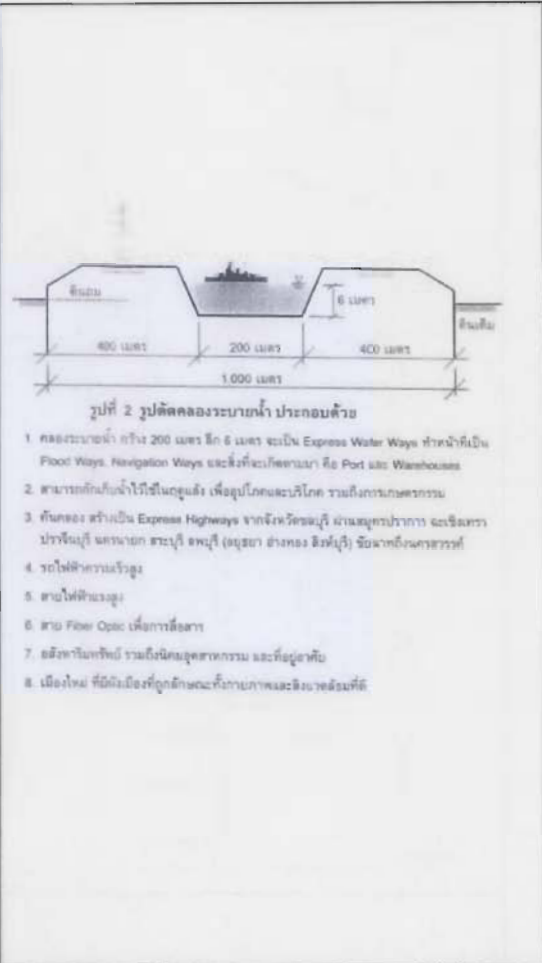 ดินถม
6 เมตร
ดินเดิม
400 เมตร 200 เมตร 400 เมตร
1,000 เมตร
รูปที่ 2 รูปตัดคลองระบายน้ำ ประกอบด้วย
1. คลองระบายน้ำ กว้าง 200 เมตร ลึก 6 เมตร จะเป็น Express Water Ways ทำหน้าที่เป็น
Flood Ways, Navigation Ways และสิ่งที่จะเกิดตามมา คือ Port และ Warehouses
2. สามารถกักเก็บน้ำไว้ใช้ในฤดูแล้ง เพื่ออุปโภคและบริโภค รวมถึงการเกษตรกรรม
3. คันคลอง สร้างเป็น Express Highways จากจังหวัดชลบุรี ผ่านสมุทรปราการ ฉะเชิงเทรา
ปราจีนบุรี นครนายก สระบุรี ลพบุรี (อยุธยา อ่างทอง สิงห์บุรี) ชัยนาทถึงนครสวรรค์
4. รถไฟฟ้าความเร็วสูง
5. สายไฟฟ้าแรงสูง
6. สาย Fiber Optic เพื่อการสื่อสาร
7. อสังหาริมทรัพย์ รวมถึงนิคมอุตสาหกรรม และที่อยู่อาศัย
8. เมืองใหม่ ที่มีผังเมืองที่ถูกลักษณะทั้งกายภาพและสิ่งแวดล้อมที่ดี